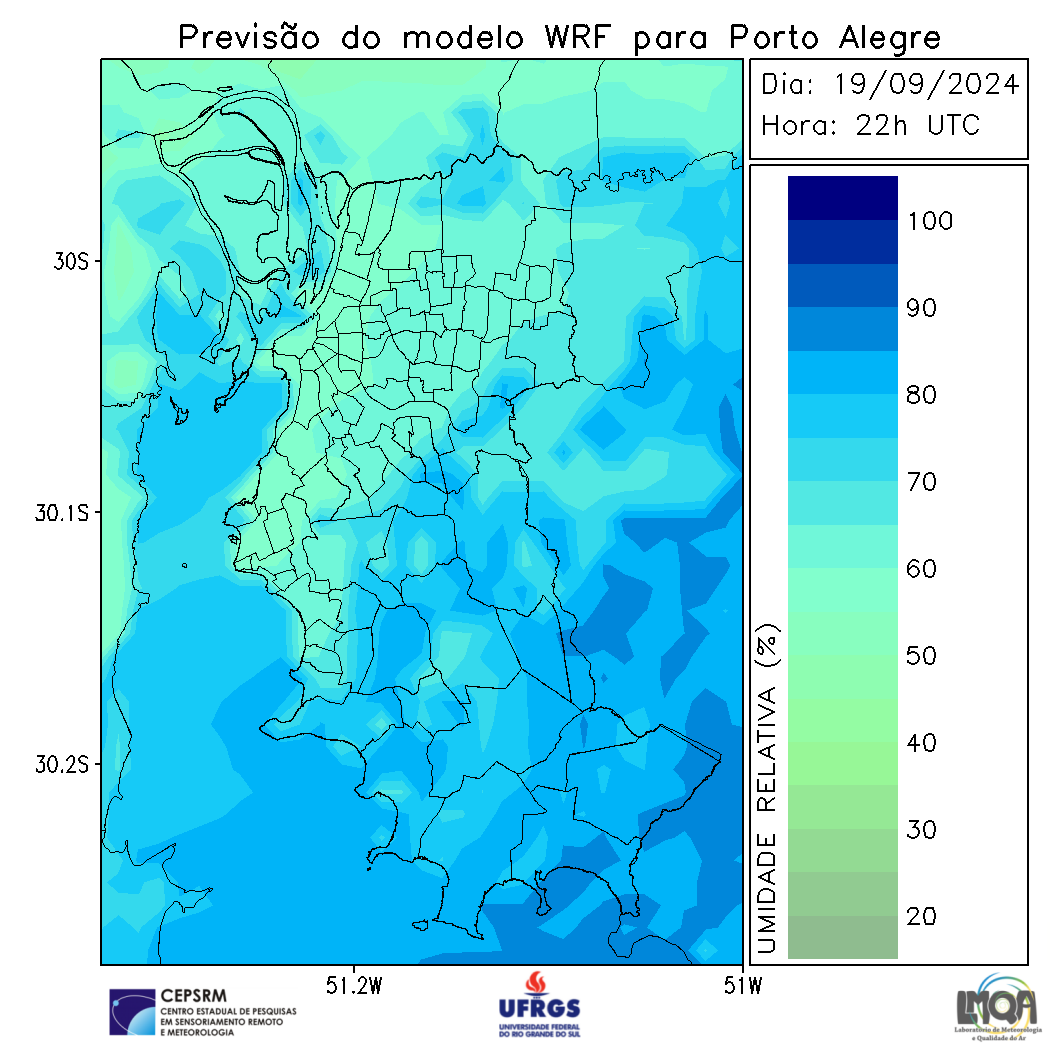 Previsão do modelo WRF para Porto Alegre
Dia: 19/09/2024
Hora: 22h UTC
30S
30.1S
30.2S
51.2W
51W
UMIDADE RELATIVA (%)
100
90
80
70
60
50
40
30
20
CEPSRM
CENTRO ESTADUAL DE PESQUISAS
EM SENSORIAMENTO REMOTO
E METEOROLOGIA
UFRGS
UNIVERSIDADE FEDERAL
DO RIO GRANDE DO SUL
LMQA
Laboratório de Meteorologia
e Qualidade do Ar